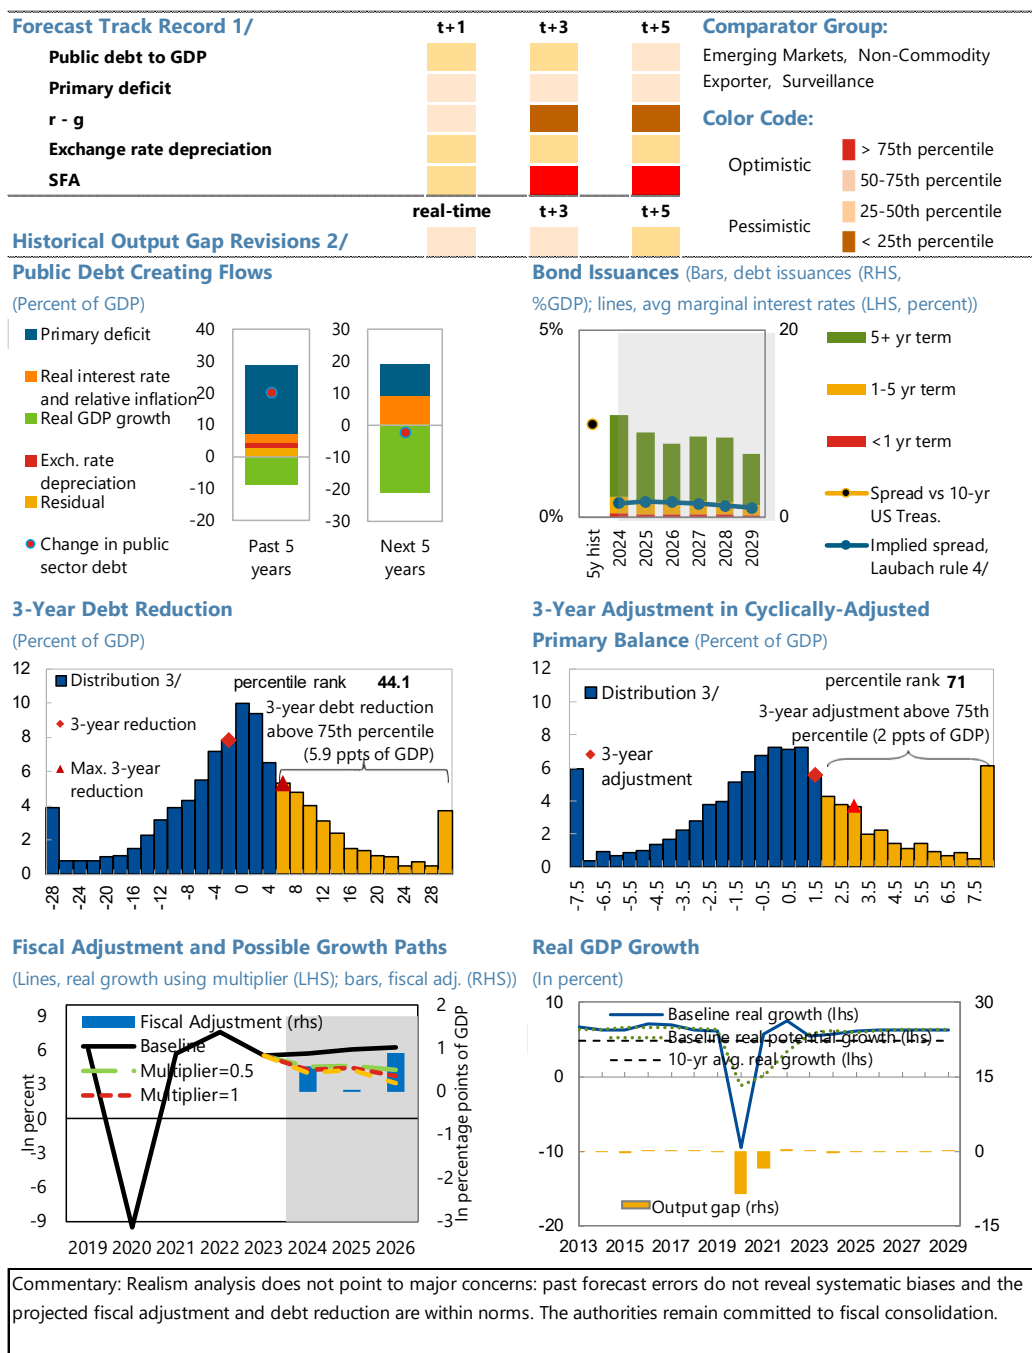 Forecast Track Record 1/ t+1 t+3 t+5 Comparator Group:
Public debt to GDP Emerging Markets, Non-Commodity
Primary deficit Exporter, Surveillance
r - g Color Code:
Exchange rate depreciation Optimistic > 75th percentile
SFA 50-75th percentile
real-time t+3 t+5 Pessimistic 25-50th percentile
Historical Output Gap Revisions 2/ < 25th percentile
Public Debt Creating Flows
(Percent of GDP)
Primary deficit
Real interest rate
and relative inflation
Real GDP growth
Exch. rate
depreciation
Residual
Change in public
sector debt
40
30
20
10
0
-10
-20
Past 5
years
30
20
10
0
-10
-20
-30
Next 5
years
Bond Issuances (Bars, debt issuances (RHS,
%GDP); lines, avg marginal interest rates (LHS, percent))
5% 20
0% 0
5y hist 2024 2025 2026 2027 2028 2029
5+ yr term
1-5 yr term
<1 yr term
Spread vs 10-yr
US Treas.
Implied spread,
Laubach rule 4/
3-Year Debt Reduction
(Percent of GDP)
12
10
8
6
4
2
0
Distribution 3/
3-year reduction
Max. 3-year
reduction
percentile rank 44.1
3-year debt reduction
above 75th percentile
(5.9 ppts of GDP)
-28 -24 -20 -16 -12 -8 -4 0 4 8 12 16 20 24 28
3-Year Adjustment in Cyclically-Adjusted
Primary Balance (Percent of GDP)
12
10
8
6
4
2
0
Distribution 3/
3-year
adjustment
percentile rank 71
3-year adjustment above 75th
percentile (2 ppts of GDP)
-7.5 -6.5 -5.5 -4.5 -3.5 -2.5 -1.5 -0.5 0.5 1.5 2.5 3.5 4.5 5.5 6.5 7.5
Fiscal Adjustment and Possible Growth Paths
(Lines, real growth using multiplier (LHS); bars, fiscal adj. (RHS))
In percent
9
6
3
0
-3
-6
-9
Fiscal Adjustment (rhs)
Baseline
Multiplier=0.5
Multiplier=1
2
1
0
-1
-2
-3
In percentage points of GDP
2019 2020 2021 2022 2023 2024 2025 2026
Real GDP Growth
(In percent)
10
0
-10
-20
Baseline real growth (lhs)
Baseline real potential growth (lhs)
10-yr avg. real growth (lhs)
Output gap (rhs)
30
15
0
-15
2013 2015 2017 2019 2021 2023 2025 2027 2029
Commentary: Realism analysis does not point to major concerns: past forecast errors do not reveal systematic biases and the
projected fiscal adjustment and debt reduction are within norms. The authorities remain committed to fiscal consolidation.